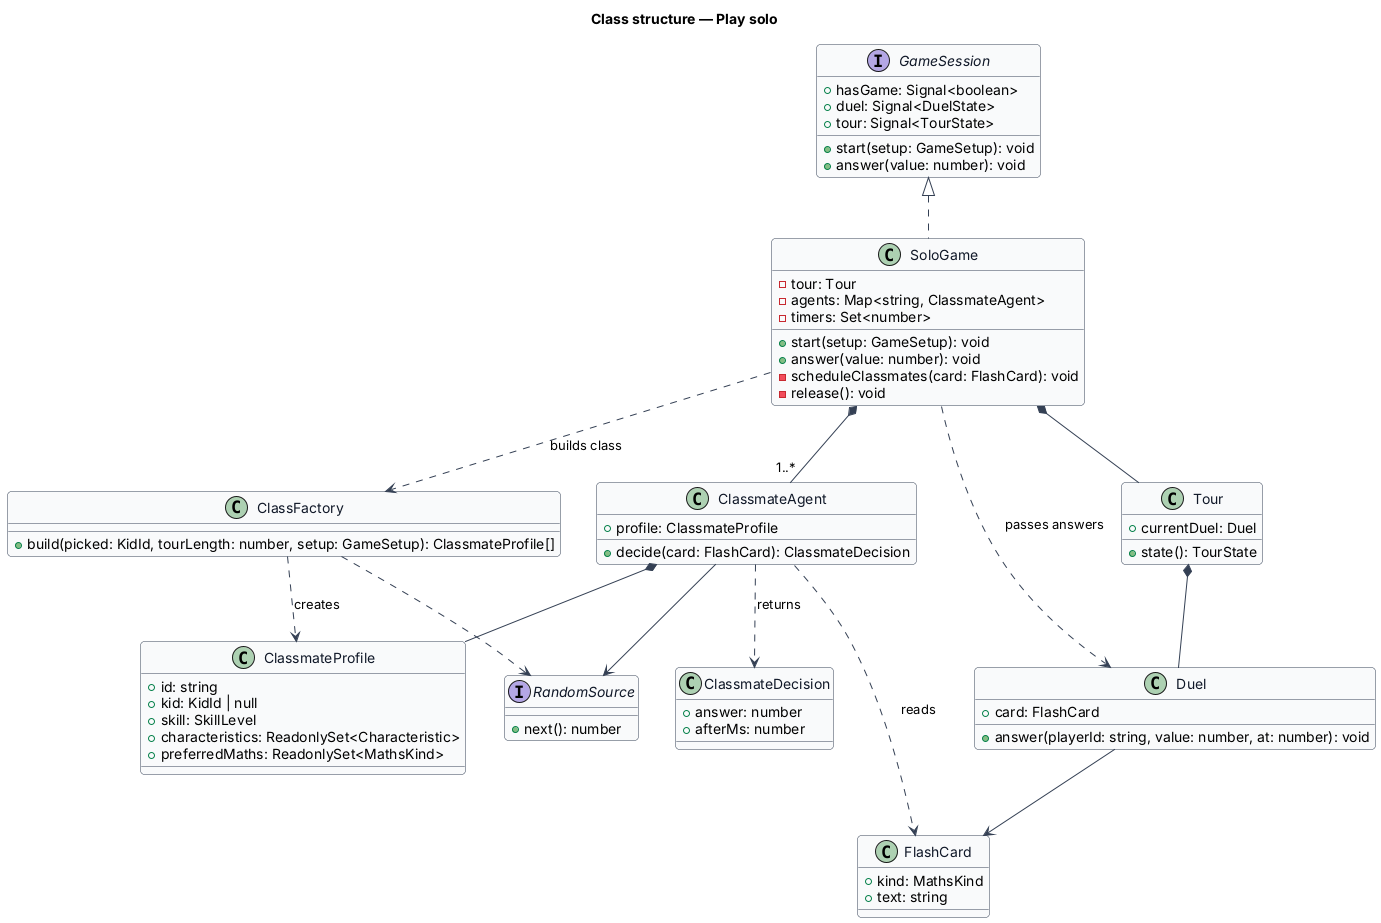 Class structure — Play solo
I GameSession
hasGame: Signal<boolean>
duel: Signal<DuelState>
tour: Signal<TourState>
start(setup: GameSetup): void
answer(value: number): void
C SoloGame
tour: Tour
agents: Map<string, ClassmateAgent>
timers: Set<number>
start(setup: GameSetup): void
answer(value: number): void
scheduleClassmates(card: FlashCard): void
release(): void
builds class
1..*
passes answers
C ClassFactory
build(picked: KidId, tourLength: number, setup: GameSetup): ClassmateProfile[]
C ClassmateAgent
profile: ClassmateProfile
decide(card: FlashCard): ClassmateDecision
C Tour
currentDuel: Duel
state(): TourState
creates
returns
reads
C ClassmateProfile
id: string
kid: KidId | null
skill: SkillLevel
characteristics: ReadonlySet<Characteristic>
preferredMaths: ReadonlySet<MathsKind>
I RandomSource
next(): number
C ClassmateDecision
answer: number
afterMs: number
C Duel
card: FlashCard
answer(playerId: string, value: number, at: number): void
C FlashCard
kind: MathsKind
text: string